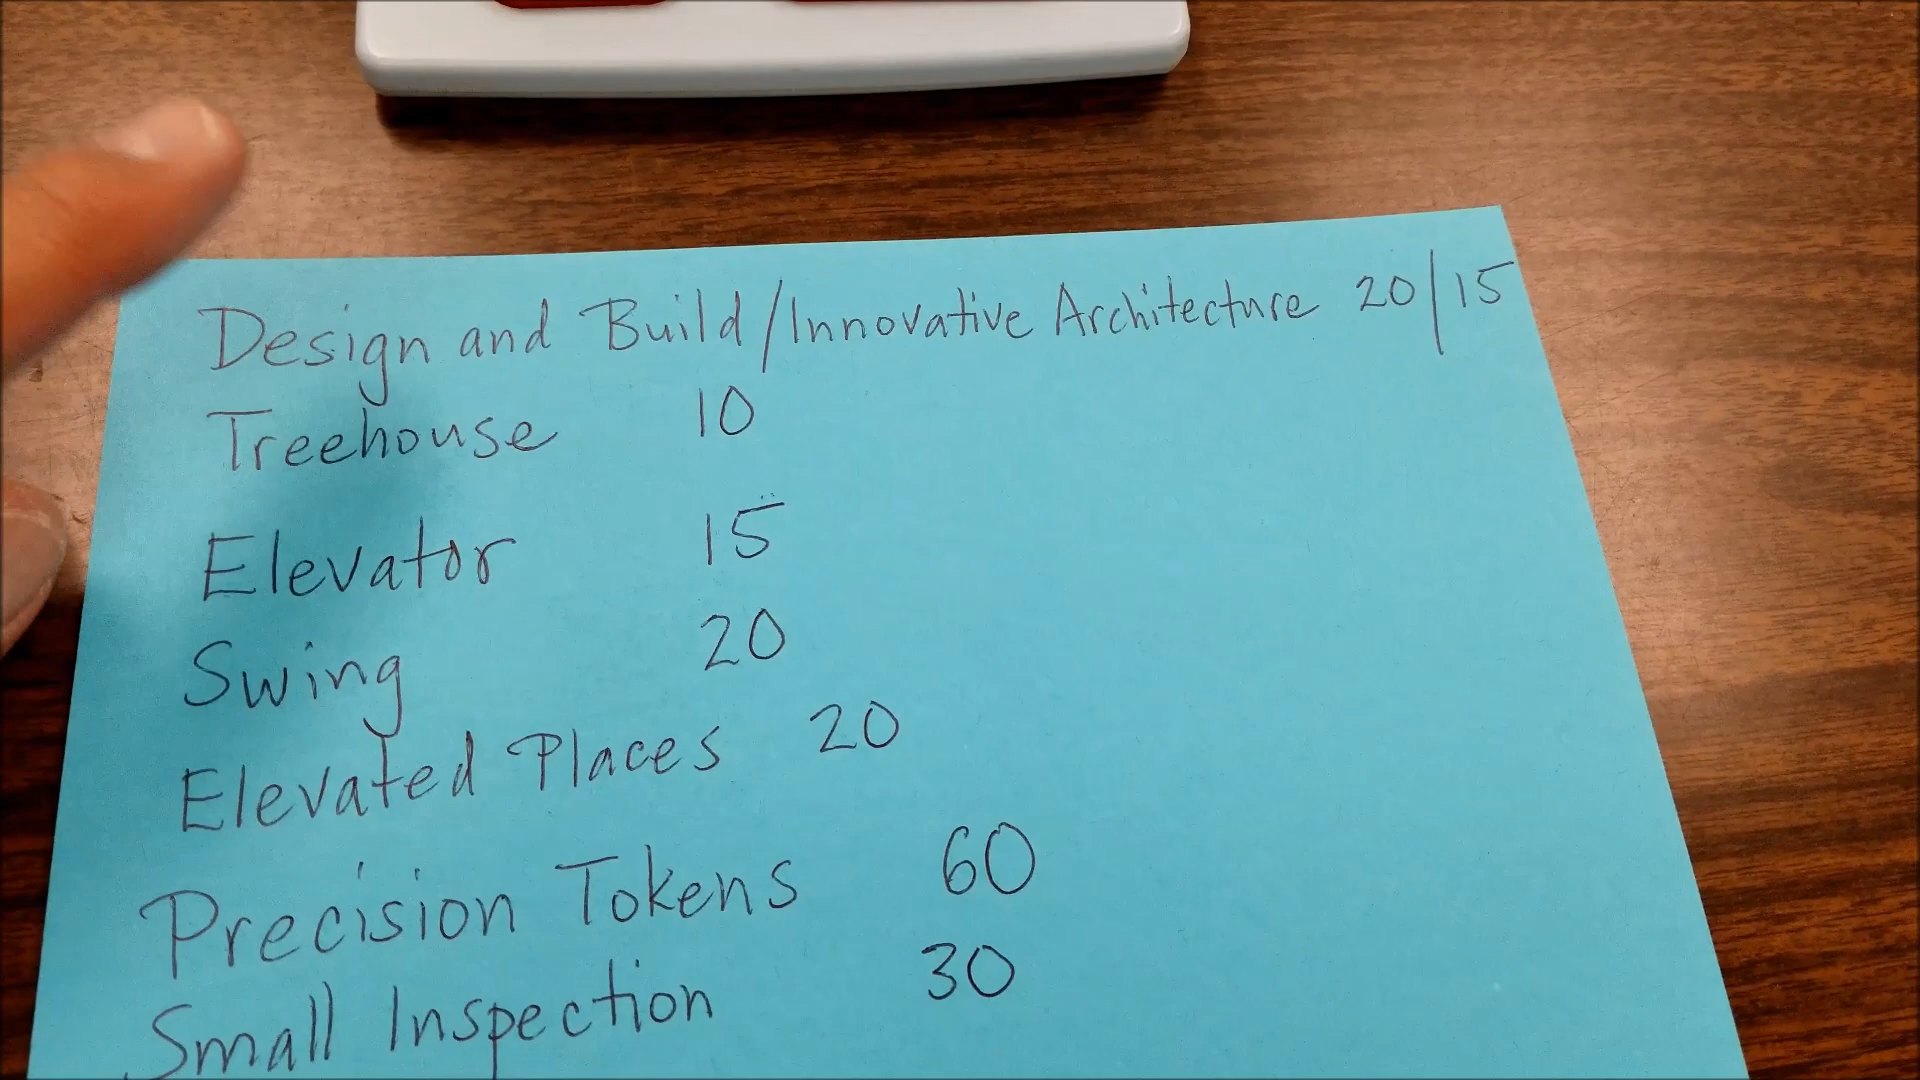 Design and Build/Innovative Architecture 20/15
Treehouse 10
Elevator 15
Swing 20
Elevated Places 20
Precision Tokens 60
Small Inspection 30